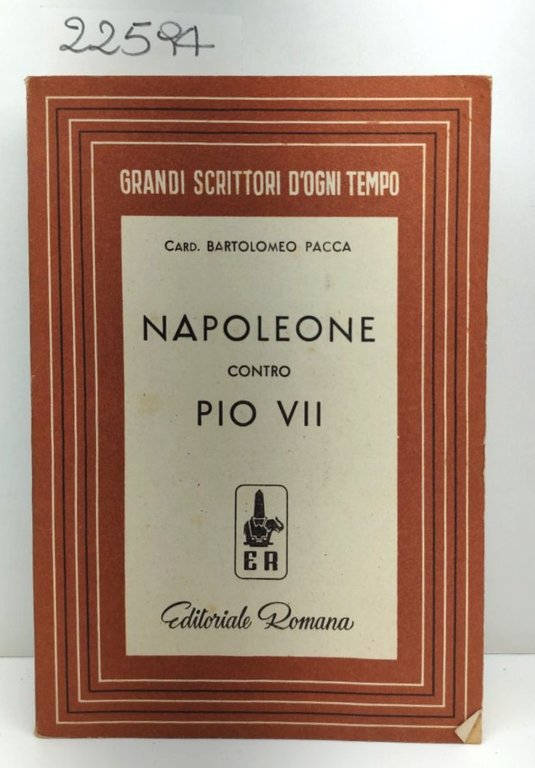 22594
GRANDI SCRITTORI D'OGNI TEMPO
CARD. BARTOLOMEO PACCA
NAPOLEONE
CONTRO
PIO VII
ER
Editoriale Romana